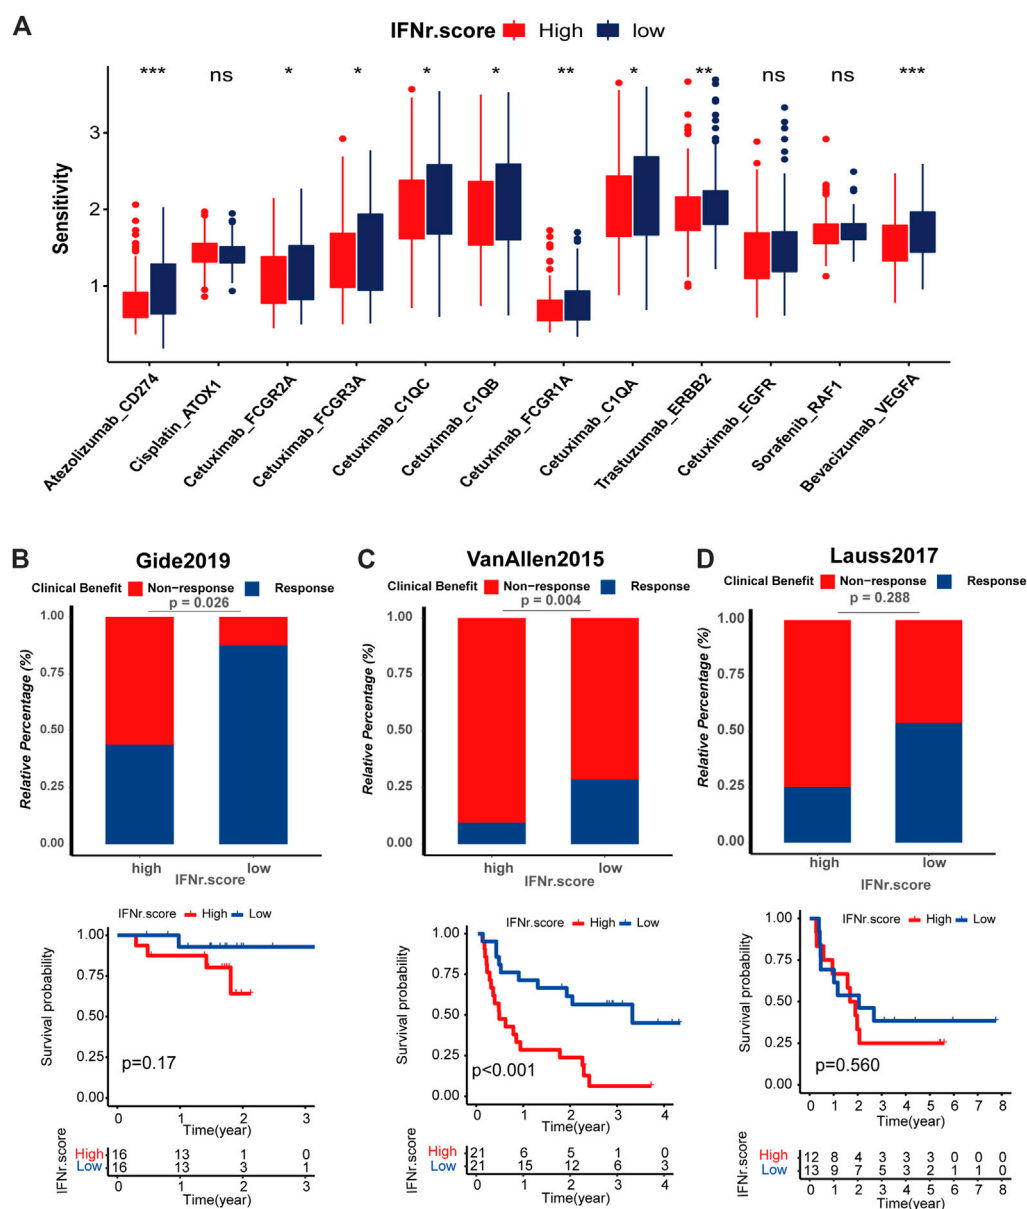 A
IFNr.score High low
*** ns * * * * ** * ** ns ns ***
Sensitivity
3
2
1
Atezolizumab_CD274
Cisplatin_ATOX1
Cetuximab_FCGR2A
Cetuximab_FCGR3A
Cetuximab_C1QC
Cetuximab_C1QB
Cetuximab_FCGR1A
Cetuximab_C1QA
Trastuzumab_ERBB2
Cetuximab_EGFR
Sorafenib_RAF1
Bevacizumab_VEGFA
B
Gide2019
Clinical Benefit Non-response Response
p = 0.026
Relative Percentage (%)
1.00
0.75
0.50
0.25
0.00
high low
IFNr.score
IFNr.score High Low
Survival probability
1.00
0.75
0.50
0.25
0.00
p=0.17
0 1 2 3
Time(year)
IFNr.score
High 16 13 1 0
Low 16 13 3 1
0 1 2 3
Time(year)
C
VanAllen2015
Clinical Benefit Non-response Response
p = 0.004
Relative Percentage (%)
1.00
0.75
0.50
0.25
0.00
high low
IFNr.score
IFNr.score High Low
Survival probability
1.00
0.75
0.50
0.25
0.00
p<0.001
0 1 2 3 4
Time(year)
IFNr.score
High 21 6 5 1 0
Low 21 15 12 6 3
0 1 2 3 4
Time(year)
D
Lauss2017
Clinical Benefit Non-response Response
p = 0.288
Relative Percentage (%)
1.00
0.75
0.50
0.25
0.00
high low
IFNr.score
IFNr.score High Low
Survival probability
1.00
0.75
0.50
0.25
0.00
p=0.560
0 1 2 3 4 5 6 7 8
Time(year)
IFNr.score
High 12 8 4 3 3 3 0 0 0
Low 13 9 7 5 3 2 1 1 0
0 1 2 3 4 5 6 7 8
Time(year)